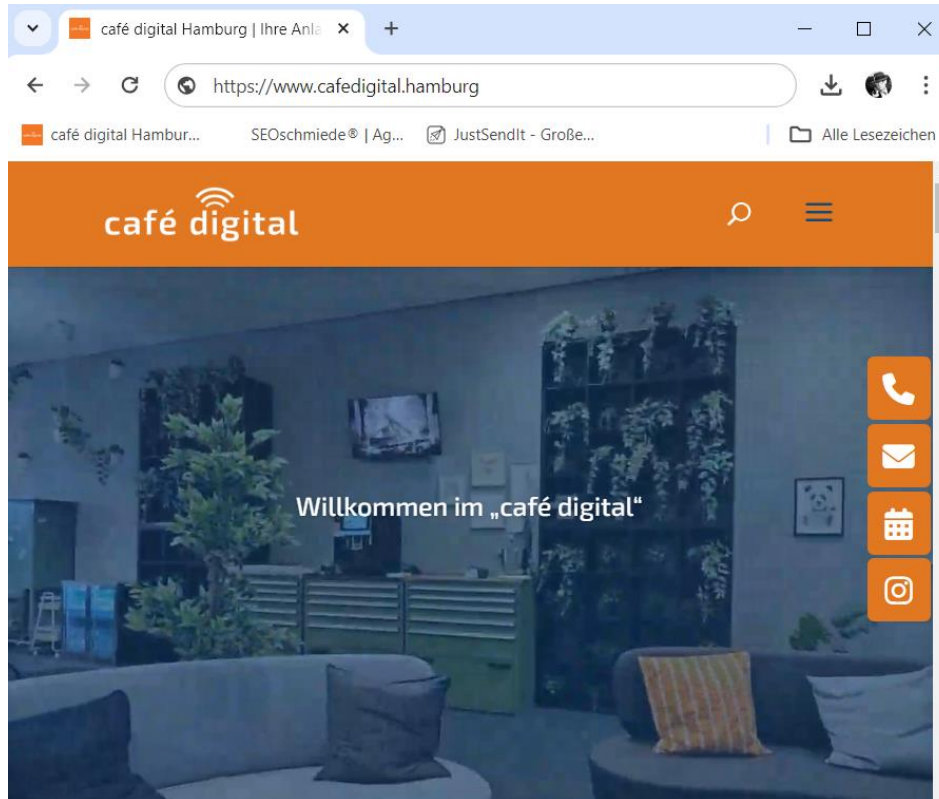 café digital Hamburg | Ihre Anla
https://www.cafedigital.hamburg
café digital Hambur... SEOschmiede® | Ag... JustSendIt - Große... Alle Lesezeichen
café digital
Willkommen im „café digital“